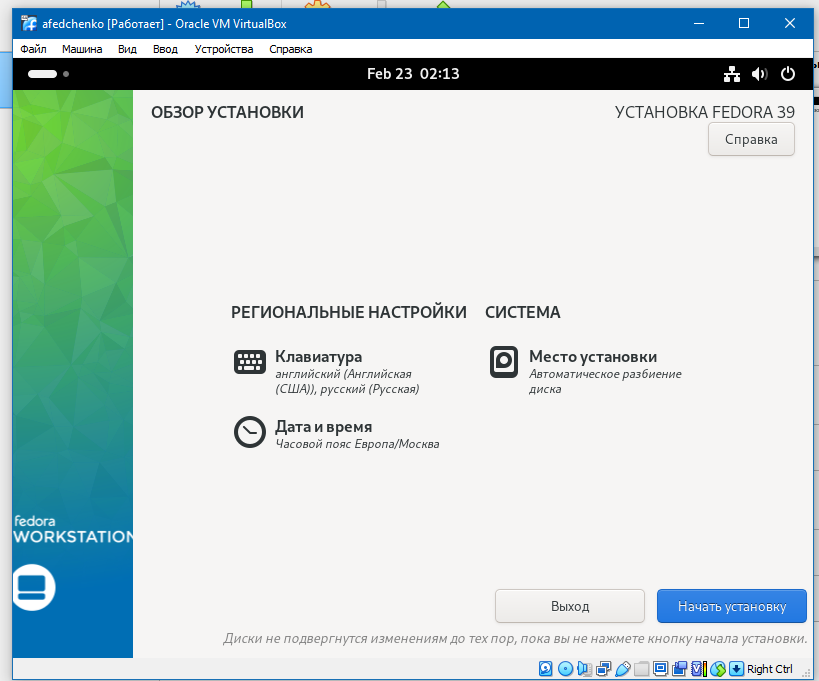 afedchenko [Работает] - Oracle VM VirtualBox
Файл Машина Вид Ввод Устройства Справка
Feb 23 02:13
ОБЗОР УСТАНОВКИ
УСТАНОВКА FEDORA 39
Справка
РЕГИОНАЛЬНЫЕ НАСТРОЙКИ
Клавиатура
английский (Английская
(США)), русский (Русская)
Дата и время
Часовой пояс Европа/Москва
СИСТЕМА
Место установки
Автоматическое разбиение
диска
fedora
WORKSTATION
Выход
Начать установку
Диски не подвергнутся изменениям до тех пор, пока вы не нажмете кнопку начала установки.
Right Ctrl